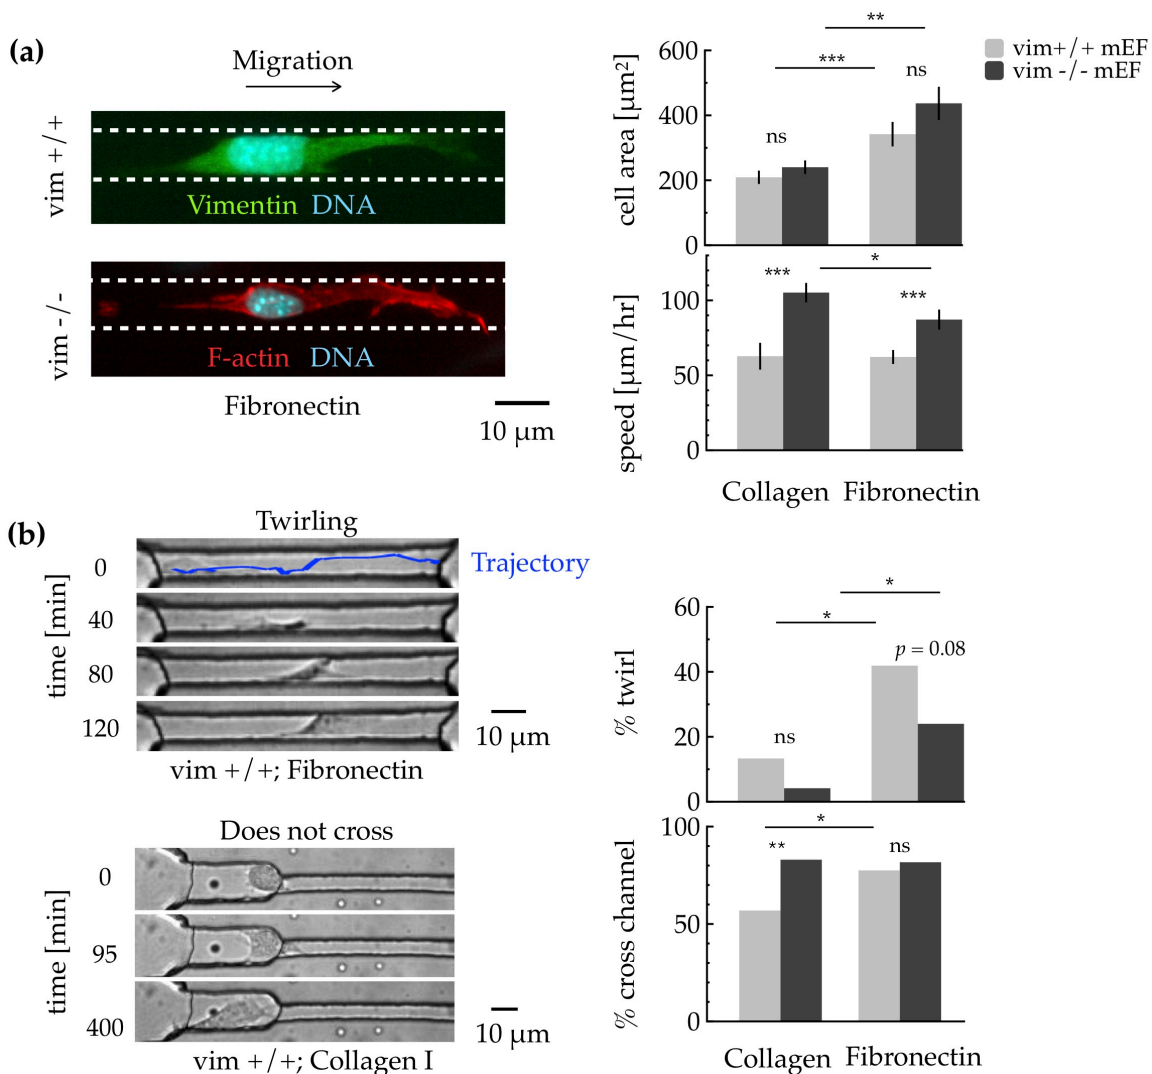 (a)
Migration
vim +/+
Vimentin DNA
vim -/-
F-actin DNA
Fibronectin
10 µm
**
***
ns
ns
vim+/+ mEF
vim -/- mEF
600
400
200
0
cell area [µm²]
***
*
***
100
50
0
speed [µm/hr]
Collagen Fibronectin
(b)
Twirling
Trajectory
time [min]
0
40
80
120
10 µm
vim +/+; Fibronectin
Does not cross
time [min]
0
95
400
10 µm
vim +/+; Collagen I
*
*
p = 0.08
ns
60
40
20
0
% twirl
*
**
ns
100
50
0
% cross channel
Collagen Fibronectin